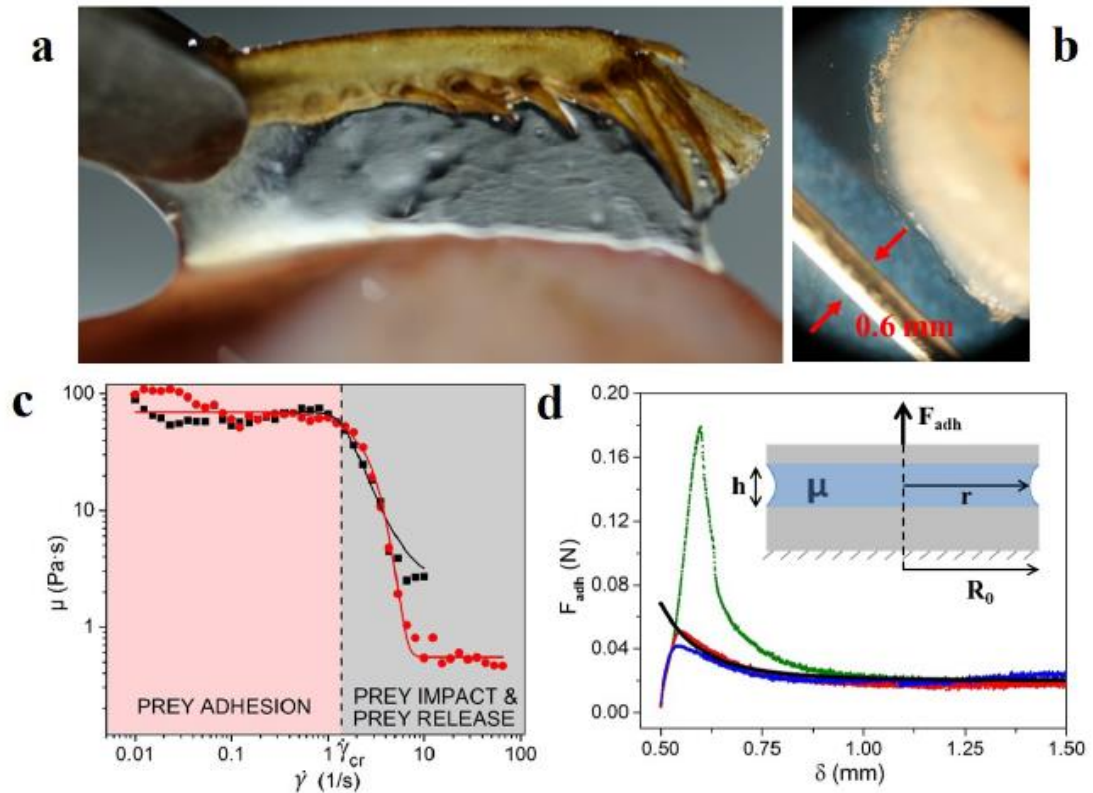 a
b
0.6 mm
c
100
10
1
μ (Pa·s)
PREY ADHESION
PREY IMPACT &
PREY RELEASE
0.01
0.1
1
γ̇cr
10
100
γ̇ (1/s)
d
0.20
0.16
0.12
0.08
0.04
0.00
Fadh (N)
Fadh
h
μ
r
R0
0.50
0.75
1.00
1.25
1.50
δ (mm)